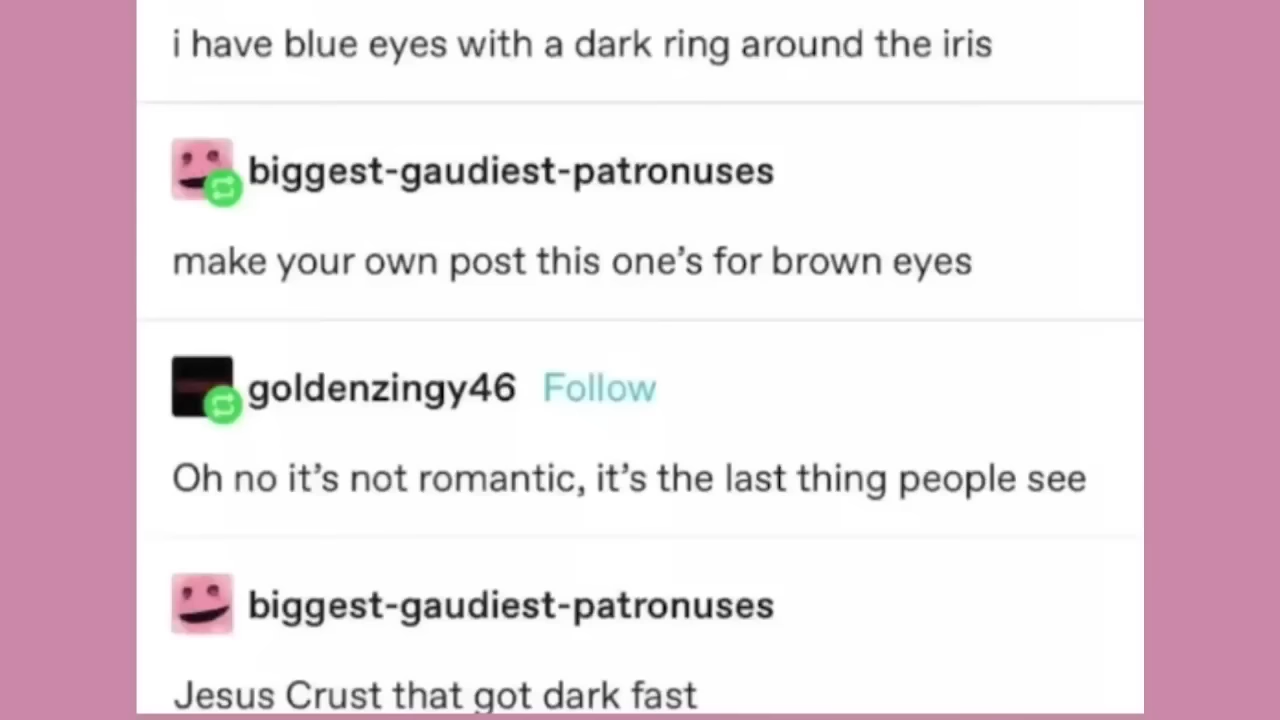 i have blue eyes with a dark ring around the iris
biggest-gaudiest-patronuses
make your own post this one's for brown eyes
goldenzingy46 Follow
Oh no it's not romantic, it's the last thing people see
biggest-gaudiest-patronuses
Jesus Crust that got dark fast